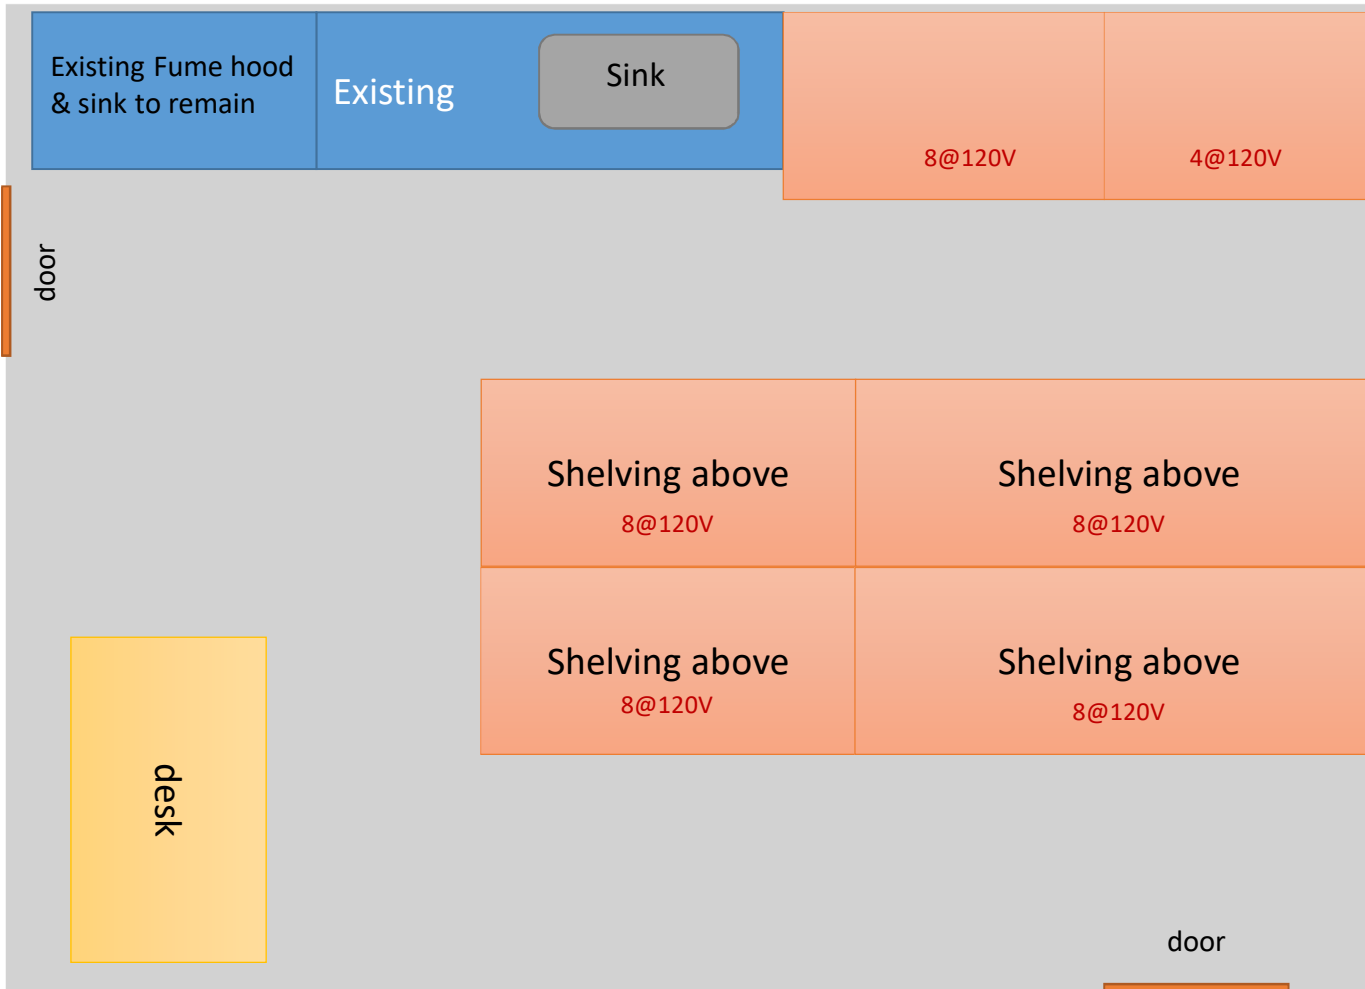 Existing Fume hood
& sink to remain
Existing
Sink
8@120V
4@120V
door
Shelving above
8@120V
Shelving above
8@120V
Shelving above
8@120V
Shelving above
8@120V
desk
door